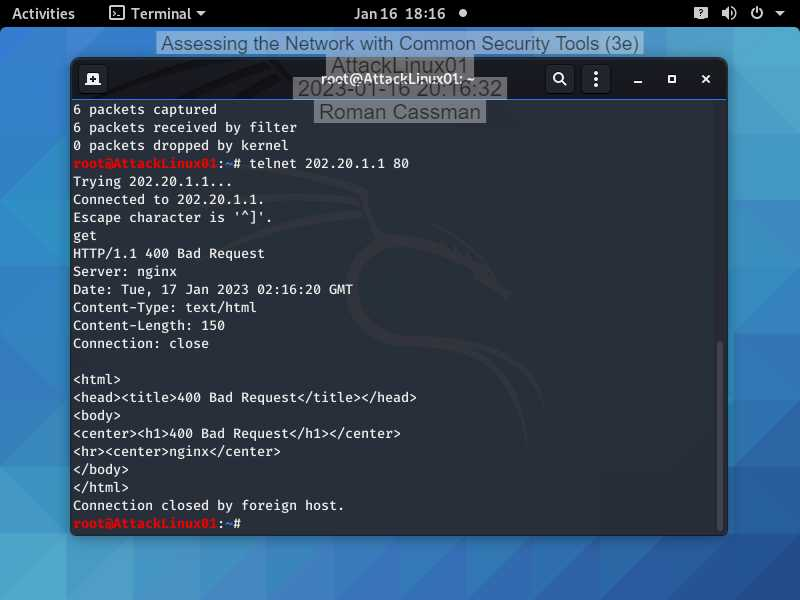 Activities Terminal Jan 16 18:16
Assessing the Network with Common Security Tools (3e)
AttackLinux01
root@AttackLinux01: ~
2023-01-16 20:16:32
Roman Cassman
6 packets captured
6 packets received by filter
0 packets dropped by kernel
root@AttackLinux01:~# telnet 202.20.1.1 80
Trying 202.20.1.1...
Connected to 202.20.1.1.
Escape character is '^]'.
get
HTTP/1.1 400 Bad Request
Server: nginx
Date: Tue, 17 Jan 2023 02:16:20 GMT
Content-Type: text/html
Content-Length: 150
Connection: close
<html>
<head><title>400 Bad Request</title></head>
<body>
<center><h1>400 Bad Request</h1></center>
<hr><center>nginx</center>
</body>
</html>
Connection closed by foreign host.
root@AttackLinux01:~#